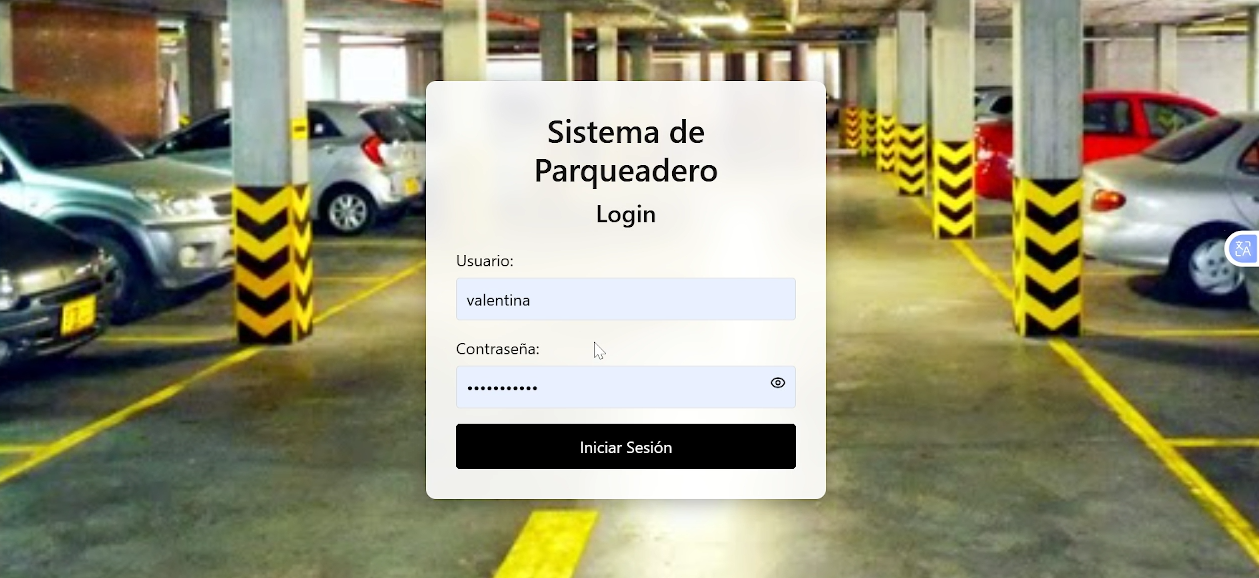 Sistema de
Parqueadero
Login
Usuario:
valentina
Contraseña:
•••••••••••
Iniciar Sesión